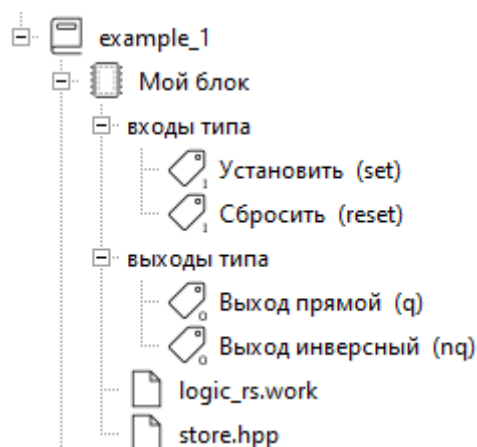 example_1
Мой блок
входы типа
Установить (set)
Сбросить (reset)
выходы типа
Выход прямой (q)
Выход инверсный (nq)
logic_rs.work
store.hpp